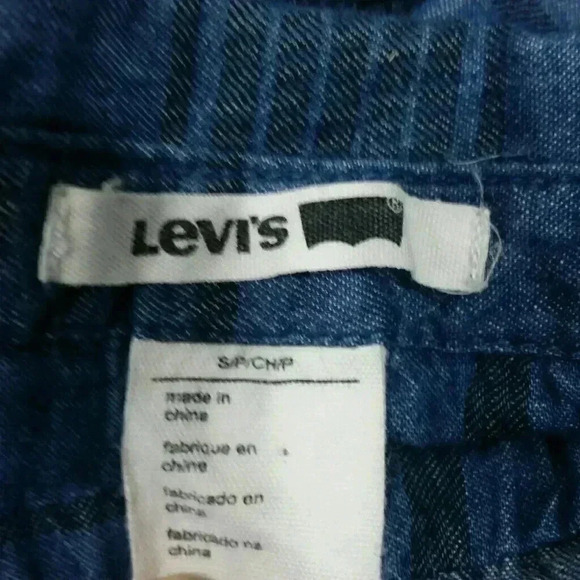 Levi's ®
S/P/CH/P
made in
china
fabrique en
chine
fabricado en
china
fabricado na
china